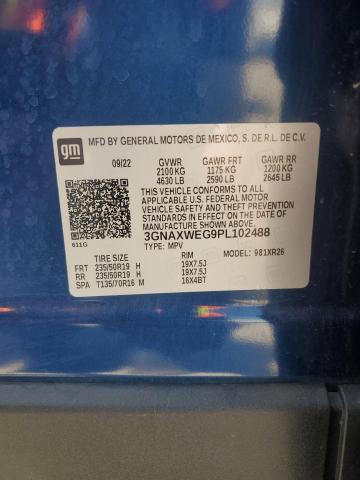 gm
MFD BY GENERAL MOTORS DE MEXICO, S. DE R.L. DE C.V.
09/22 GVWR GAWR FRT GAWR RR
2100 KG 1175 KG 1200 KG
4630 LB 2590 LB 2645 LB
THIS VEHICLE CONFORMS TO ALL
APPLICABLE U.S. FEDERAL MOTOR
VEHICLE SAFETY, BUMPER, AND THEFT
PREVENTION STANDARDS IN EFFECT
ON THE DATE OF MANUFACTURE
SHOWN ABOVE.
3GNAXWEG9PL102488
611G TYPE: MPV MODEL: 981XR26
TIRE SIZE RIM
FRT 235/50R19 H 19X7.5J
RR 235/50R19 H 19X7.5J
SPA T135/70R16 M 16X4BT